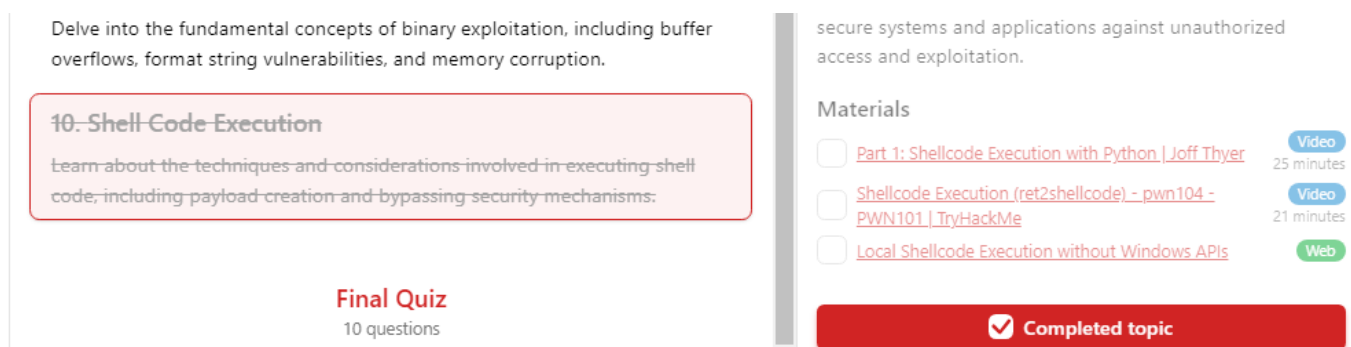 Delve into the fundamental concepts of binary exploitation, including buffer
overflows, format string vulnerabilities, and memory corruption.
10. Shell Code Execution
Learn about the techniques and considerations involved in executing shell
code, including payload creation and bypassing security mechanisms.
Final Quiz
10 questions
secure systems and applications against unauthorized
access and exploitation.
Materials
Part 1: Shellcode Execution with Python | Joff Thyer
Video
25 minutes
Shellcode Execution (ret2shellcode) - pwn104 -
PWN101 | TryHackMe
Video
21 minutes
Local Shellcode Execution without Windows APIs
Web
Completed topic